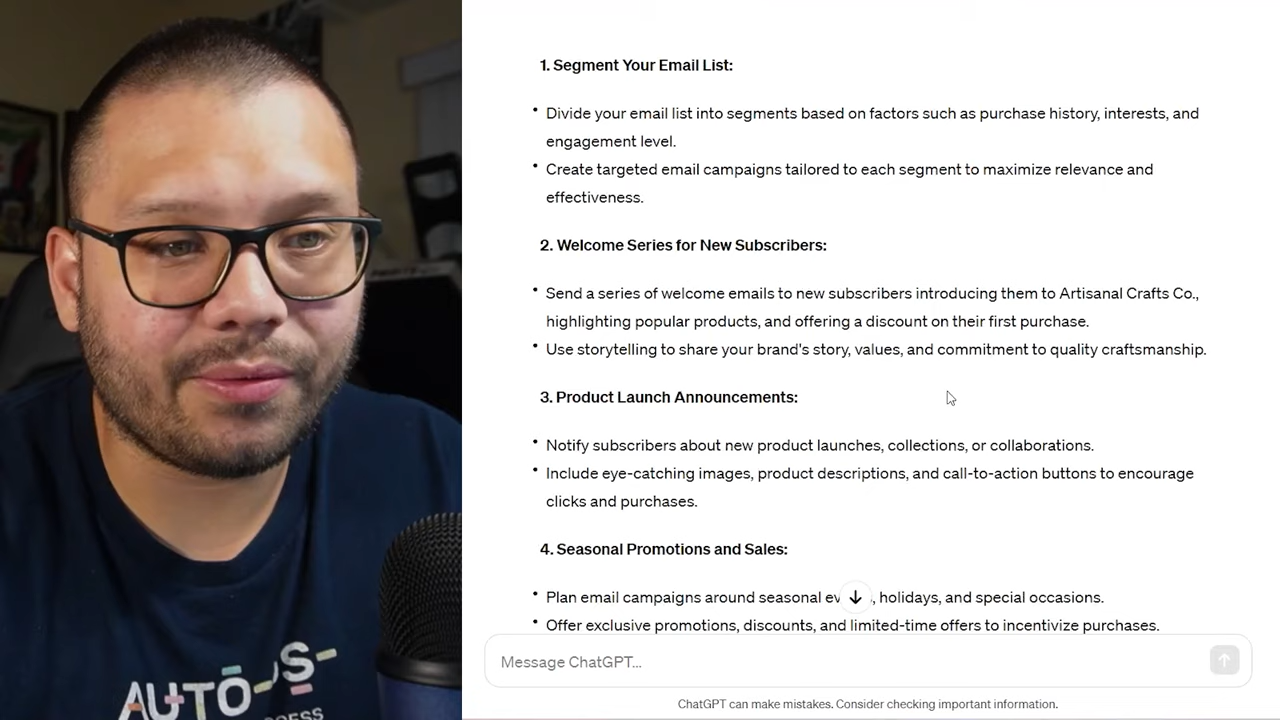 1. Segment Your Email List:
• Divide your email list into segments based on factors such as purchase history, interests, and
engagement level.
• Create targeted email campaigns tailored to each segment to maximize relevance and
effectiveness.
2. Welcome Series for New Subscribers:
• Send a series of welcome emails to new subscribers introducing them to Artisanal Crafts Co.,
highlighting popular products, and offering a discount on their first purchase.
• Use storytelling to share your brand's story, values, and commitment to quality craftsmanship.
3. Product Launch Announcements:
• Notify subscribers about new product launches, collections, or collaborations.
• Include eye-catching images, product descriptions, and call-to-action buttons to encourage
clicks and purchases.
4. Seasonal Promotions and Sales:
• Plan email campaigns around seasonal holidays, and special occasions.
• Offer exclusive promotions, discounts, and limited-time offers to incentivize purchases.
Message ChatGPT...
ChatGPT can make mistakes. Consider checking important information.
AUTO-DS-